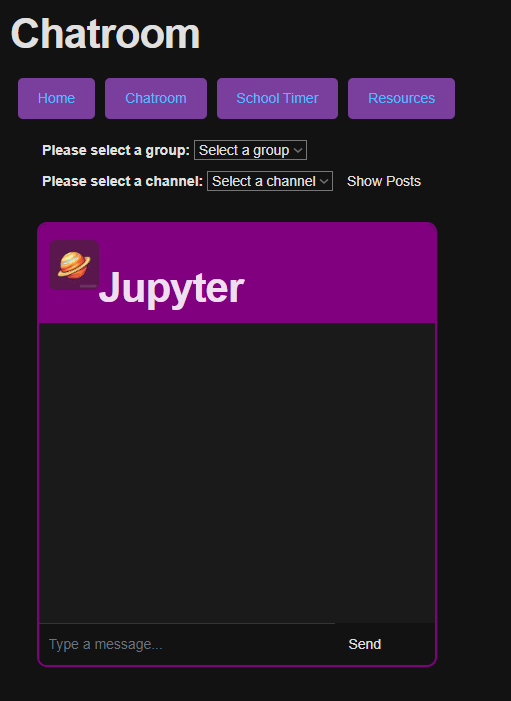 Chatroom
Home Chatroom School Timer Resources
Please select a group: Select a group
Please select a channel: Select a channel Show Posts
Jupyter
Type a message... Send